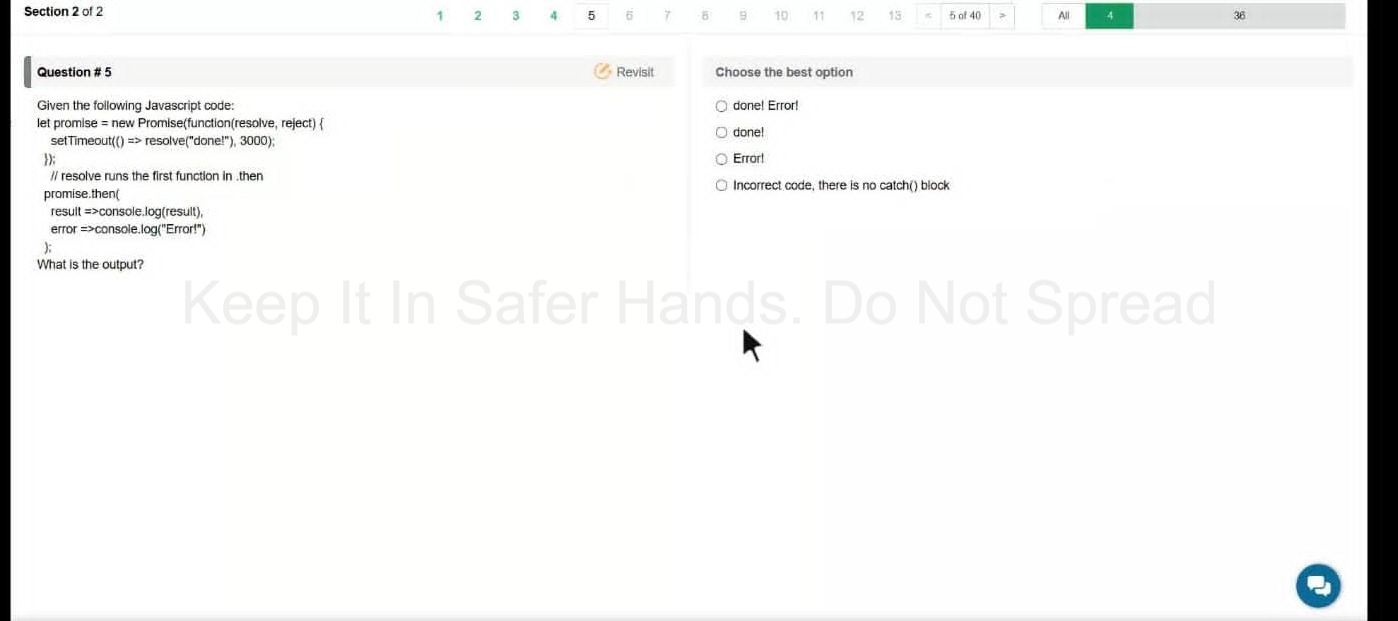 Section 2 of 2
1 2 3 4 5 6 7 8 9 10 11 12 13 < 5 of 40 > All 4 36
Question # 5
Revisit
Given the following Javascript code:
let promise = new Promise(function(resolve, reject) {
setTimeout(() => resolve("done!"), 3000);
});
// resolve runs the first function in .then
promise.then(
result =>console.log(result),
error =>console.log("Error!")
);
What is the output?
Choose the best option
done! Error!
done!
Error!
Incorrect code, there is no catch() block
Keep It In Safer Hands. Do Not Spread